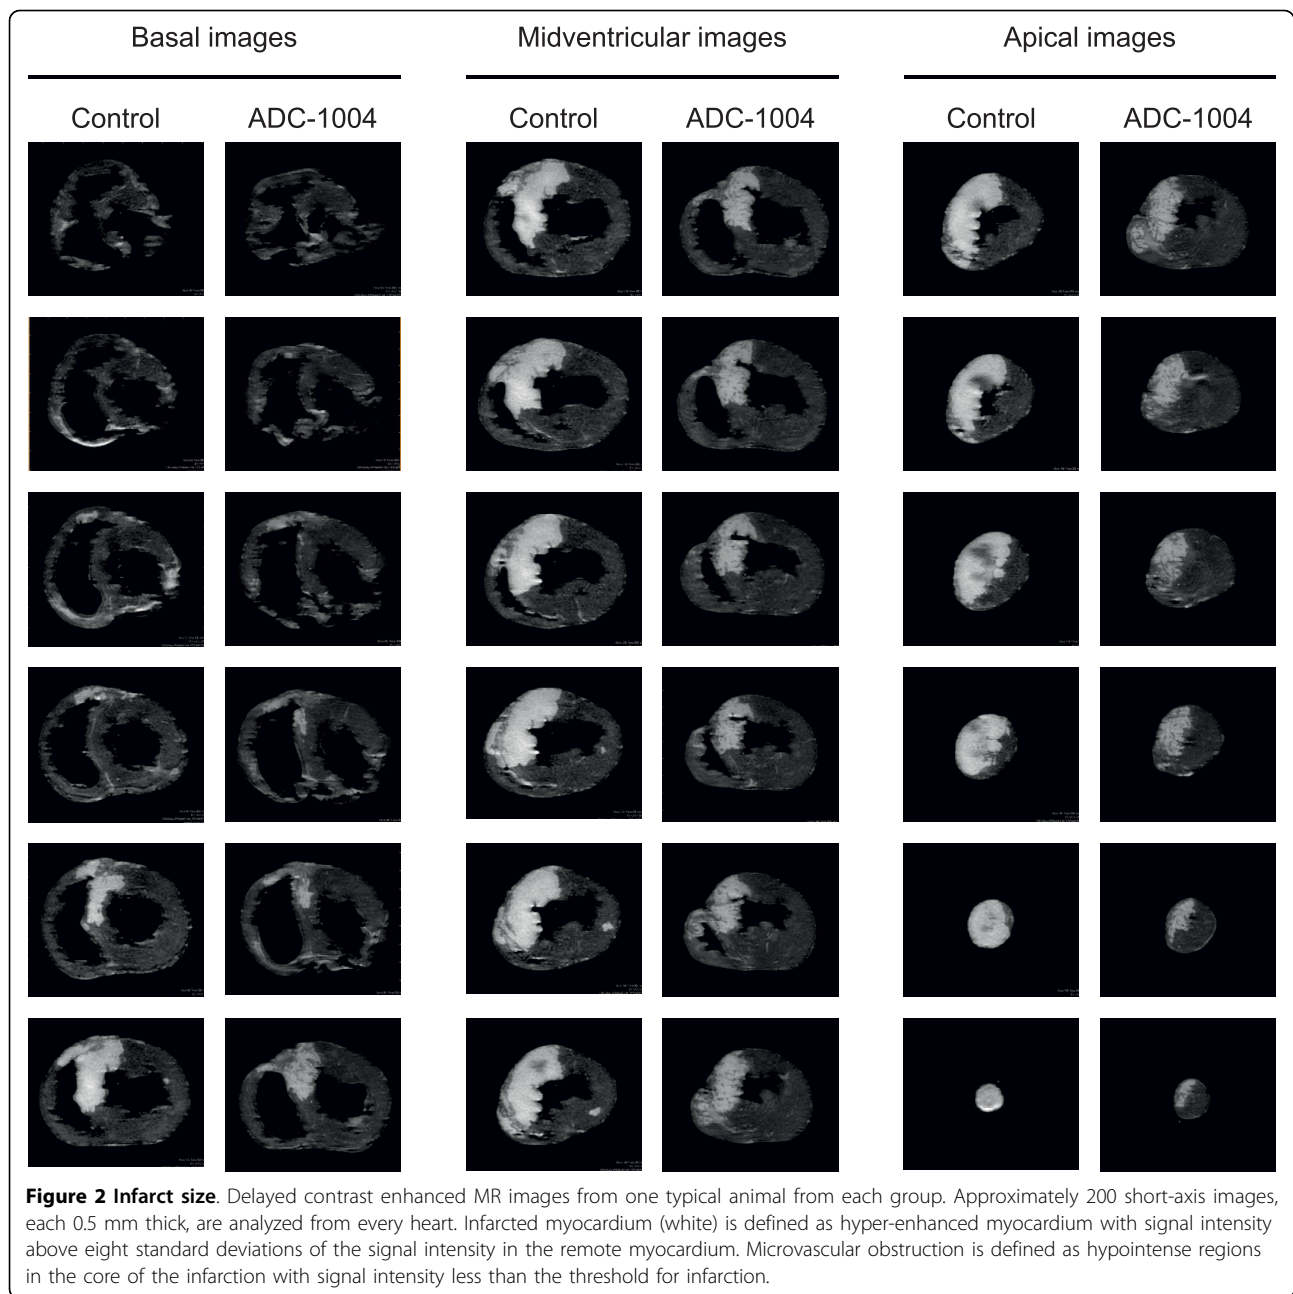 Basal images Midventricular images Apical images
Control ADC-1004 Control ADC-1004 Control ADC-1004
Figure 2 Infarct size. Delayed contrast enhanced MR images from one typical animal from each group. Approximately 200 short-axis images,
each 0.5 mm thick, are analyzed from every heart. Infarcted myocardium (white) is defined as hyper-enhanced myocardium with signal intensity
above eight standard deviations of the signal intensity in the remote myocardium. Microvascular obstruction is defined as hypointense regions
in the core of the infarction with signal intensity less than the threshold for infarction.